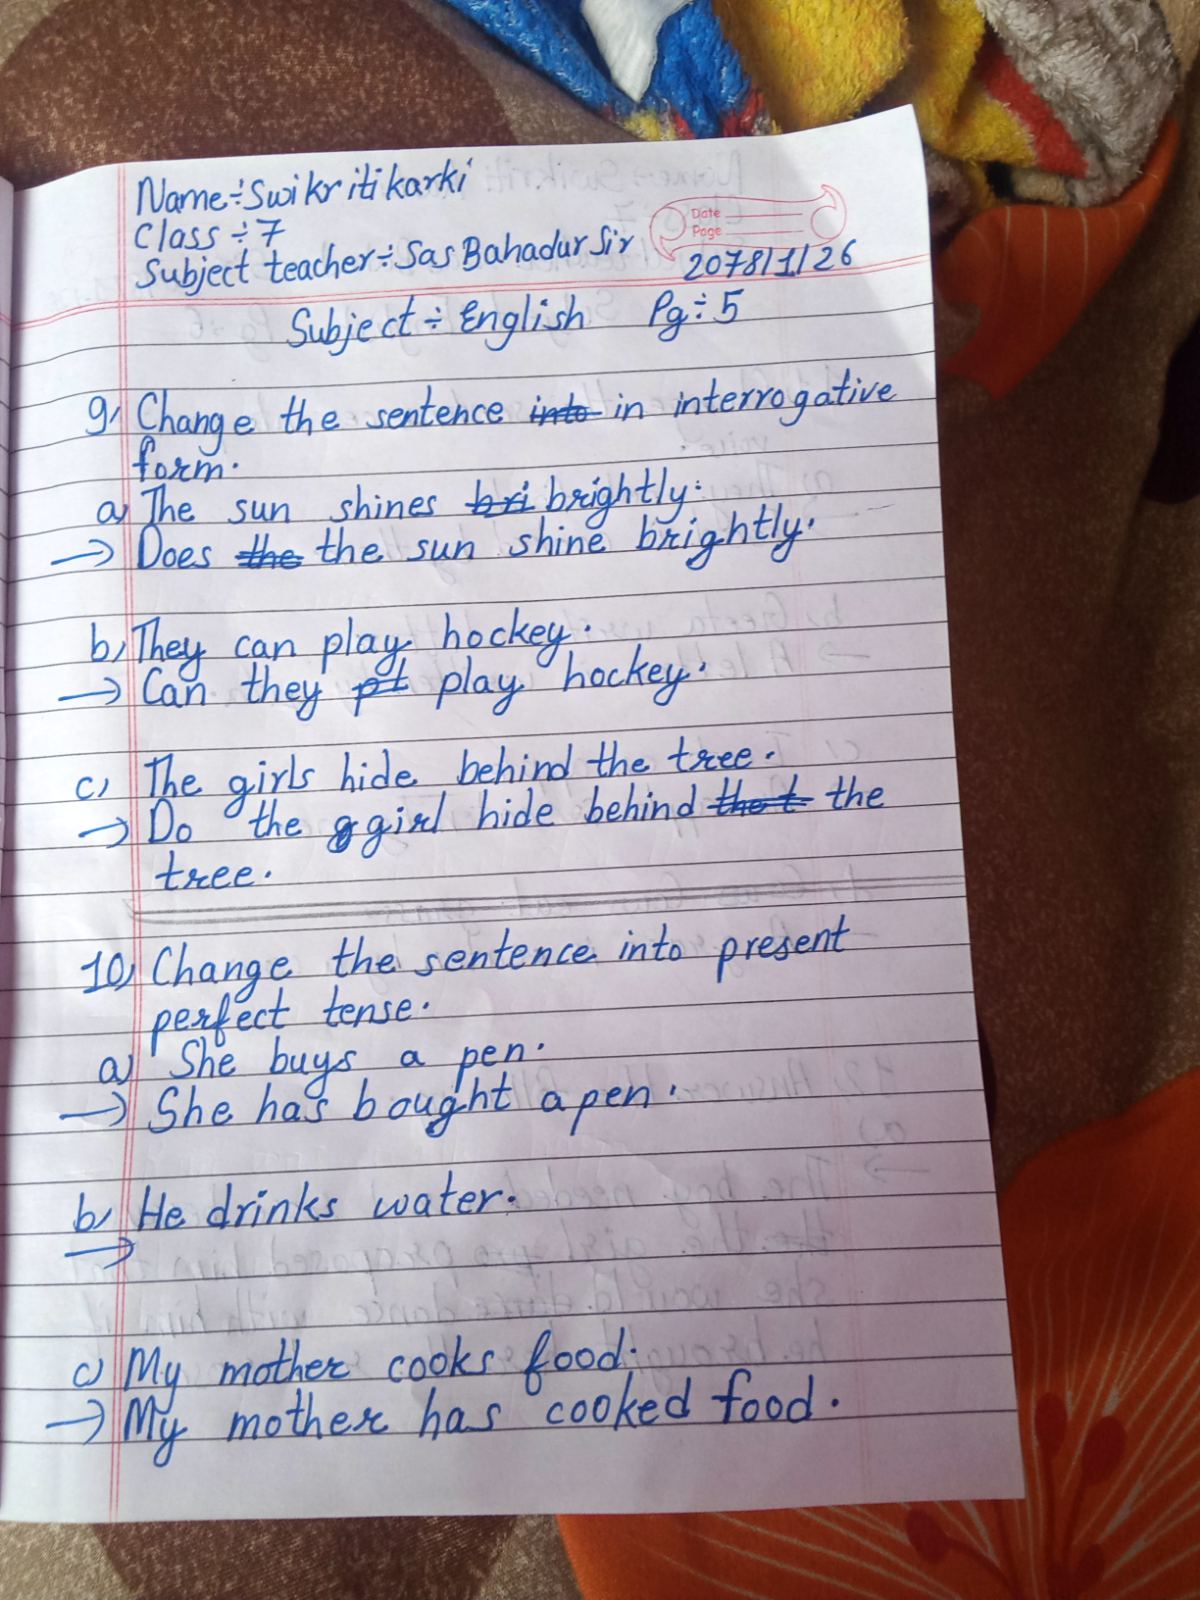 Name÷Swikriti karki
Class÷7
Subject teacher÷Sas Bahadur Sir
Date
Page
2078/1/26
Subject÷English Pg÷5
9) Change the sentence into in interrogative
form.
a) The sun shines bri brightly.
→ Does the the sun shine brightly.
b) They can play hockey.
→ Can they pt play hockey.
c) The girls hide behind the tree.
→ Do the g girl hide behind the t the
tree.
10) Change the sentence into present
perfect tense.
a) She buys a pen.
→ She has bought a pen.
b) He drinks water.
→
c) My mother cooks food.
→ My mother has cooked food.